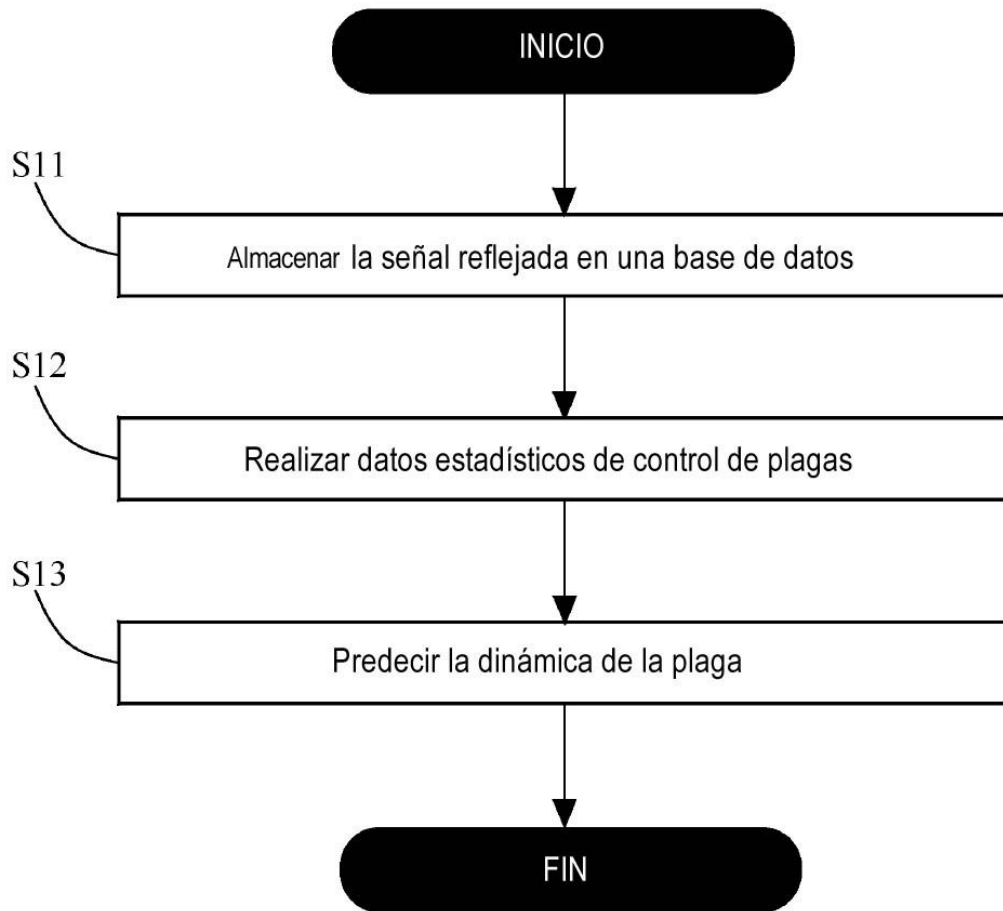 INICIO
S11
Almacenar la señal reflejada en una base de datos
S12
Realizar datos estadísticos de control de plagas
S13
Predecir la dinámica de la plaga
FIN